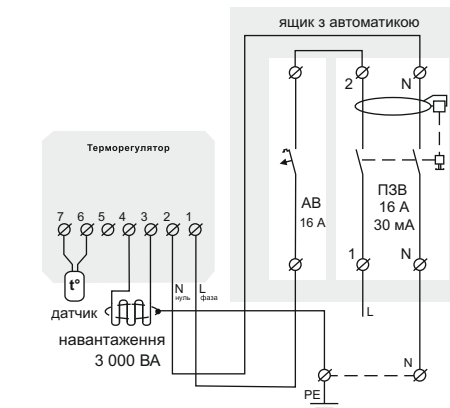 ящик з автоматикою
2
N
Терморегулятор
ПЗВ
16 А
30 мА
АВ
16 А
7 6 5 4 3 2 1
1
N
t°
N
нуль
L
фаза
датчик
L
навантаження
3 000 ВА
N
PE